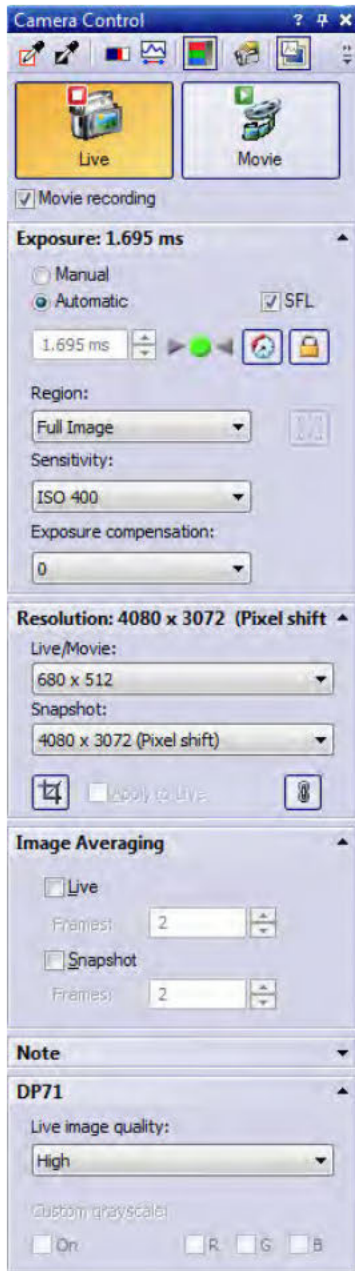 Camera Control
Live Movie
Movie recording
Exposure: 1.695 ms
Manual
Automatic SFL
1.695 ms
Region:
Full Image
Sensitivity:
ISO 400
Exposure compensation:
0
Resolution: 4080 x 3072 (Pixel shift
Live/Movie:
680 x 512
Snapshot:
4080 x 3072 (Pixel shift)
Apply to Live
Image Averaging
Live
Frames: 2
Snapshot
Frames: 2
Note
DP71
Live image quality:
High
Custom grayscale:
On R G B